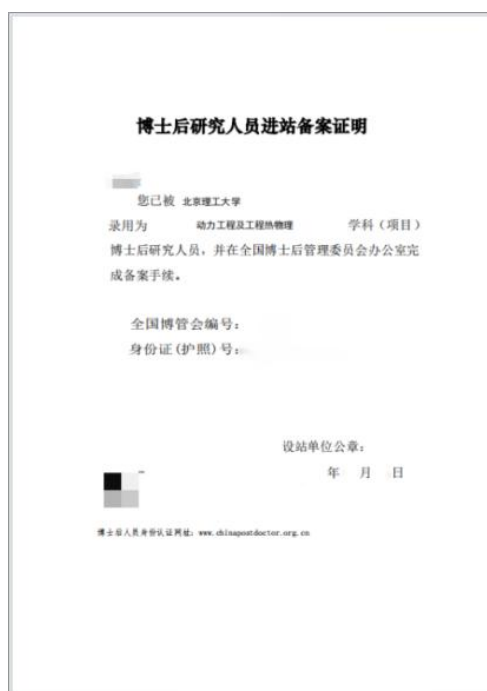 博士后研究人员进站备案证明
您已被 北京理工大学
录用为 动力工程及工程热物理 学科（项目）
博士后研究人员，并在全国博士后管理委员会办公室完
成备案手续。
全国博管会编号：
身份证(护照)号：
设站单位公章：
年 月 日
博士后人员身份认证网址：www.chinapostdoctor.org.cn